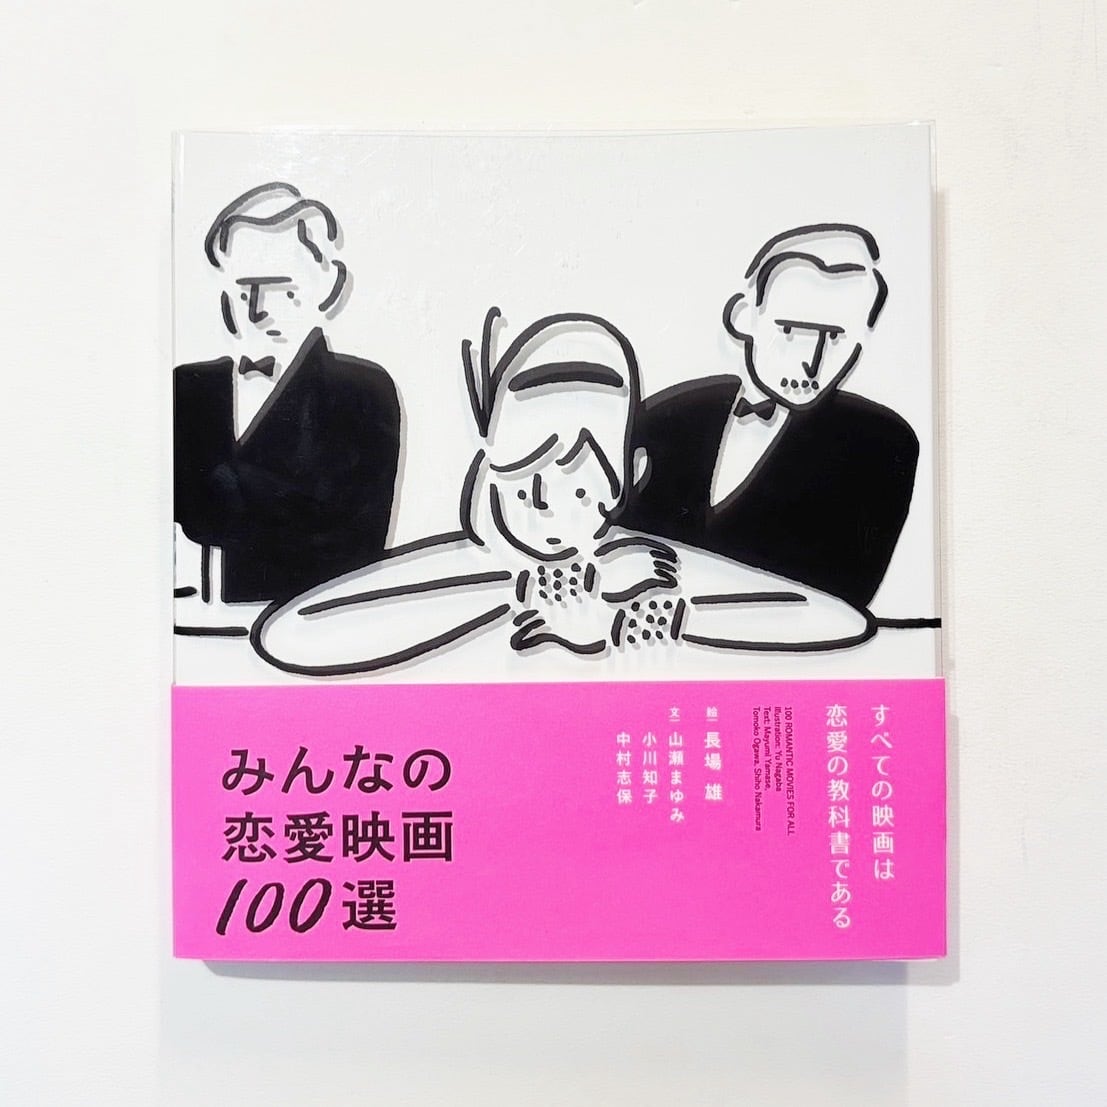 すべての映画は
恋愛の教科書である
100 ROMANTIC MOVIES FOR ALL
Illustration: Yu Nagaba
Text: Mayumi Yamase,
Tomoko Ogawa, Shiho Nakamura
絵 長場 雄
文 山瀬まゆみ
小川知子
中村志保
みんなの
恋愛映画
100選